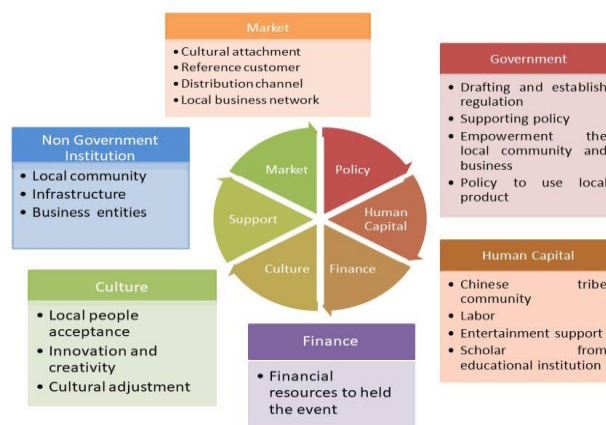 Market
• Cultural attachment
• Reference customer
• Distribution channel
• Local business network
Government
• Drafting and establish
regulation
• Supporting policy
• Empowerment the
local community and
business
• Policy to use local
product
Non Government
Institution
• Local community
• Infrastructure
• Business entities
Market
Policy
Support
Human
Capital
Culture
Finance
Human Capital
• Chinese tribe
community
• Labor
• Entertainment support
• Scholar from
educational institution
Culture
• Local people
acceptance
• Innovation and
creativity
• Cultural adjustment
Finance
• Financial
resources to held
the event